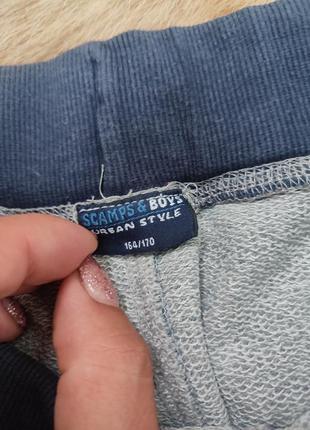 SCAMPS & BOYS
URBAN STYLE
164/170